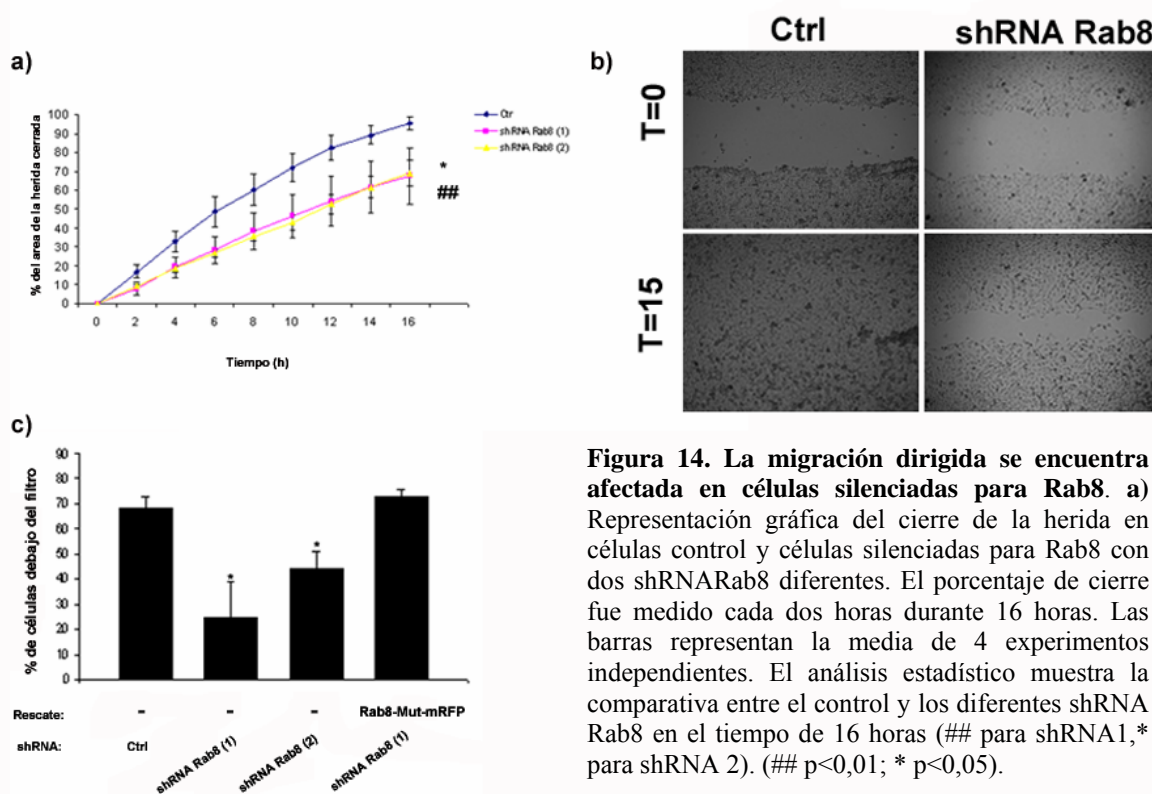 a)
% del area de la herida cerrada
100
90
80
70
60
50
40
30
20
10
0
0 2 4 6 8 10 12 14 16
Tiempo (h)
Ctr
shRNA Rab8 (1)
shRNA Rab8 (2)
*
##
b)
Ctrl shRNA Rab8
T=0
T=15
c)
% de células debajo del filtro
90
80
70
60
50
40
30
20
10
0
* *
Rescate: - - - Rab8-Mut-mRFP
shRNA: Ctrl shRNA Rab8 (1) shRNA Rab8 (2) shRNA Rab8 (1)
Figura 14. La migración dirigida se encuentra
afectada en células silenciadas para Rab8. a)
Representación gráfica del cierre de la herida en
células control y células silenciadas para Rab8 con
dos shRNARab8 diferentes. El porcentaje de cierre
fue medido cada dos horas durante 16 horas. Las
barras representan la media de 4 experimentos
independientes. El análisis estadístico muestra la
comparativa entre el control y los diferentes shRNA
Rab8 en el tiempo de 16 horas (## para shRNA1,*
para shRNA 2). (## p<0,01; * p<0,05).